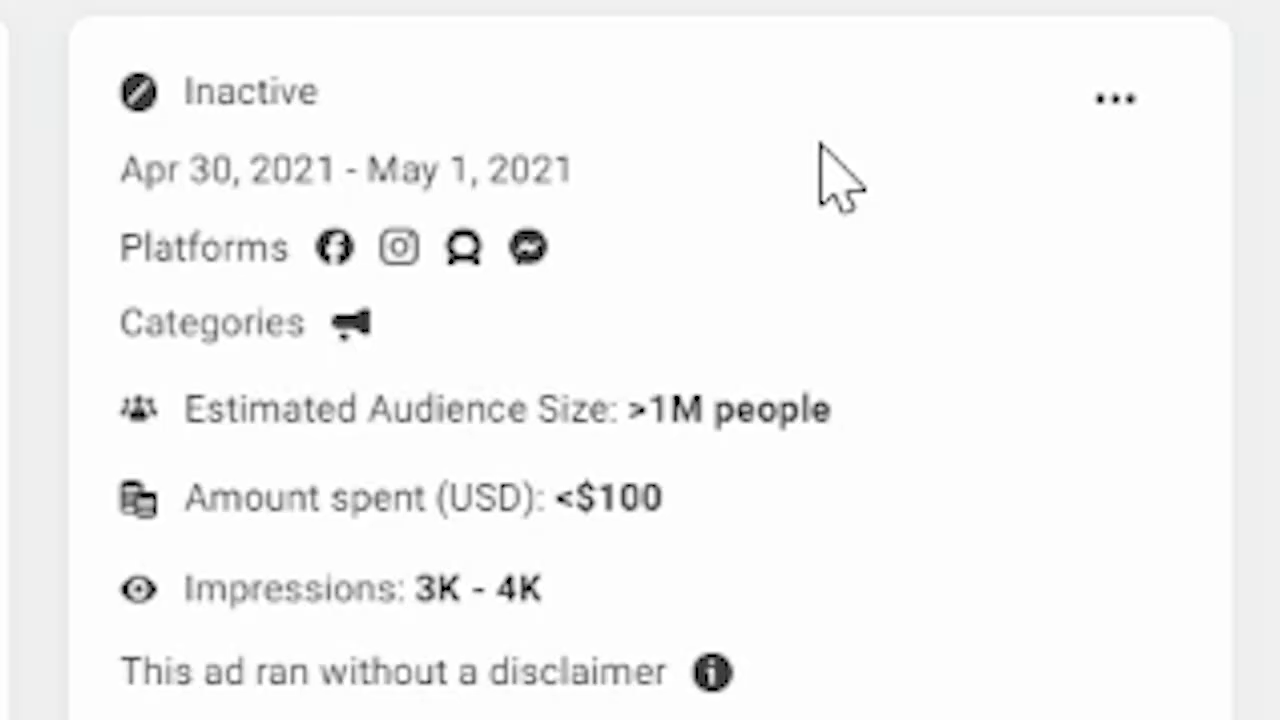 Inactive
Apr 30, 2021 - May 1, 2021
Platforms
Categories
Estimated Audience Size: >1M people
Amount spent (USD): <$100
Impressions: 3K - 4K
This ad ran without a disclaimer